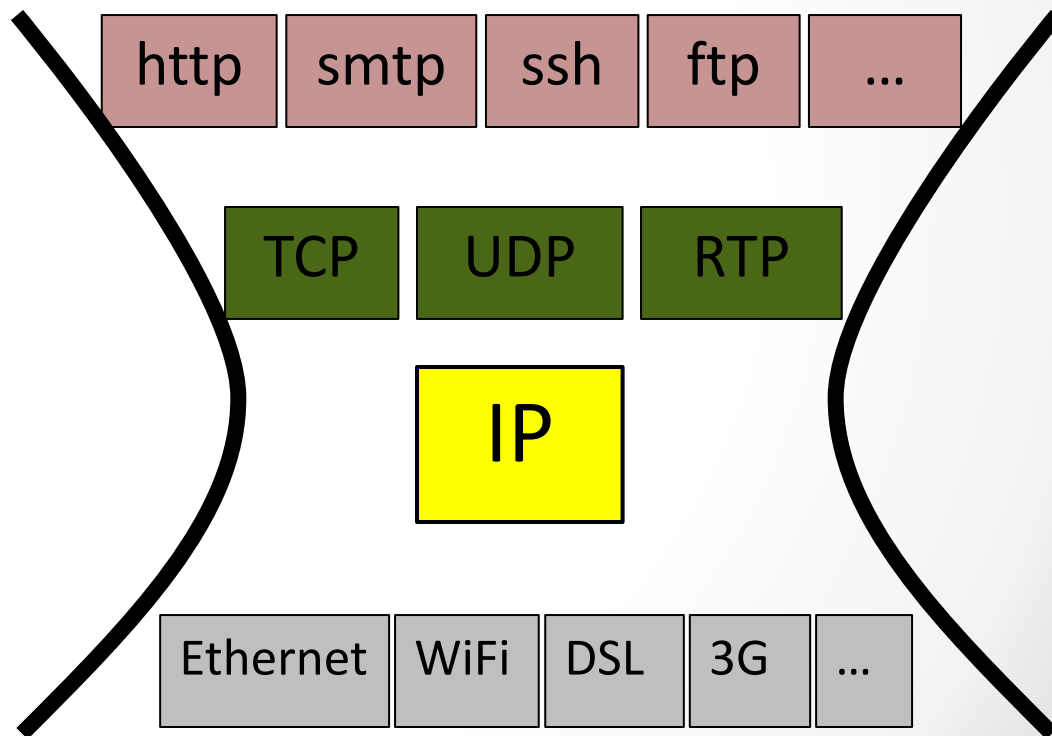 http smtp ssh ftp ...
TCP UDP RTP
IP
Ethernet WiFi DSL 3G ...